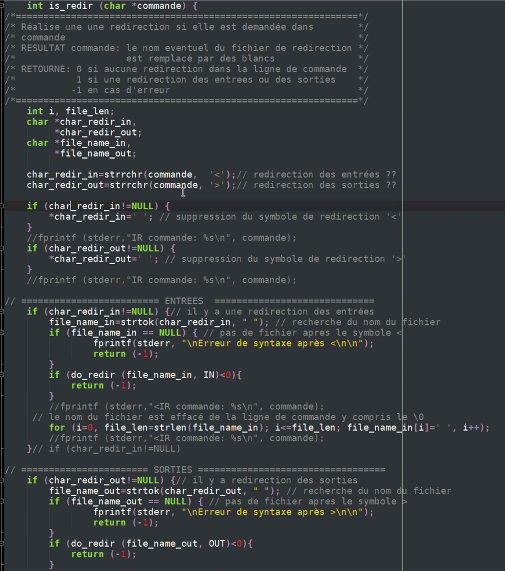 int is_redir (char *commande) {
/*================================================================*/
/* Réalise une une redirection si elle est demandée dans */
/* commande */
/* RESULTAT commande: le nom eventuel du fichier de redirection */
/* est remplacé par des blancs */
/* RETOURNE: 0 si aucune redirection dans la ligne de commande */
/* 1 si une redirection des entrees ou des sorties */
/* -1 en cas d'erreur */
/*================================================================*/
int i, file_len;
char *char_redir_in,
*char_redir_out;
char *file_name_in,
*file_name_out;
char_redir_in=strrchr(commande, '<');// redirection des entrées ??
char_redir_out=strrchr(commande, '>');// redirection des sorties ??
if (char_redir_in!=NULL) {
*char_redir_in=' '; // suppression du symbole de redirection '<'
}
//fprintf (stderr,"IR commande: %s\n", commande);
if (char_redir_out!=NULL) {
*char_redir_out=' '; // suppression du symbole de redirection '>'
}
//fprintf (stderr,"IR commande: %s\n", commande);
// ========================== ENTREES ==============================
if (char_redir_in!=NULL) {// il y a une redirection des entrées
file_name_in=strtok(char_redir_in, " "); // recherche du nom du fichier
if (file_name_in == NULL) { // pas de fichier apres le symbole <
fprintf(stderr, "\nErreur de syntaxe après <\n\n");
return (-1);
}
if (do_redir (file_name_in, IN)<0){
return (-1);
}
//fprintf (stderr,"<IR commande: %s\n", commande);
// le nom du fichier est effacé de la ligne de commande y compris le \0
for (i=0, file_len=strlen(file_name_in); i<=file_len; file_name_in[i]=' ', i++);
//fprintf (stderr,"<IR commande: %s\n", commande);
}// if (char_redir_in!=NULL)
// ======================== SORTIES ===================================
if (char_redir_out!=NULL) {// il y a redirection des sorties
file_name_out=strtok(char_redir_out, " "); // recherche du nom du fichier
if (file_name_out == NULL) { // pas de fichier apres le symbole >
fprintf(stderr, "\nErreur de syntaxe après >\n\n");
return (-1);
}
if (do_redir (file_name_out, OUT)<0){
return (-1);
}